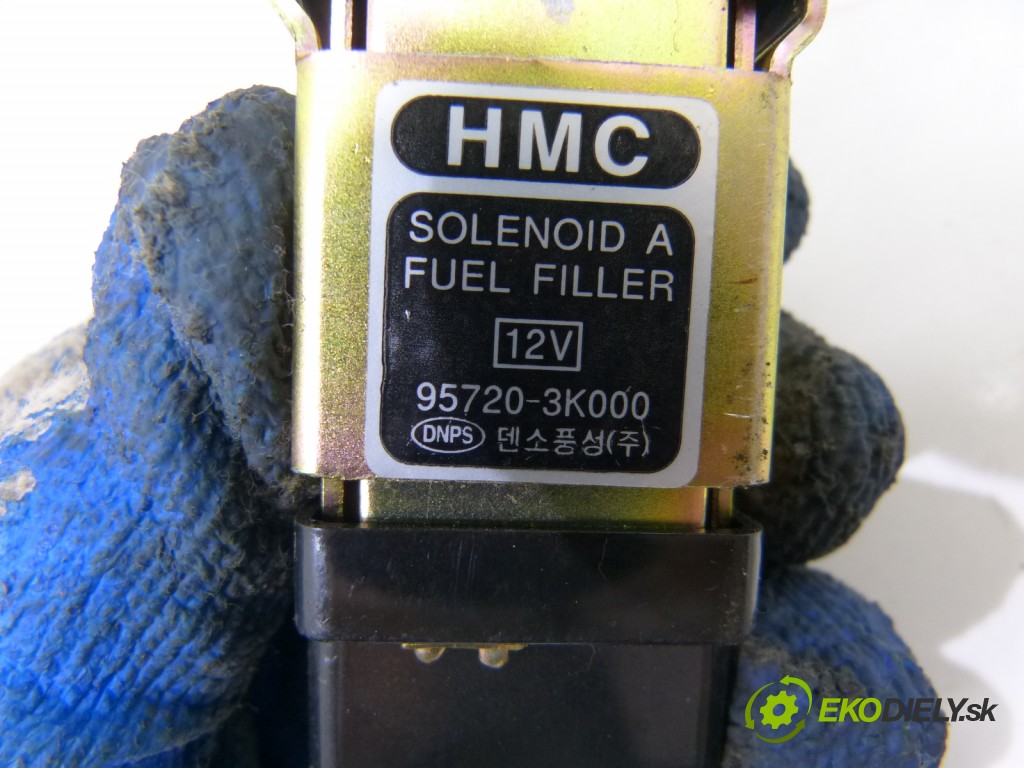 HMC
SOLENOID A
FUEL FILLER
12V
95720-3K000
DNPS 덴소풍성(주)
EKODIELY.sk